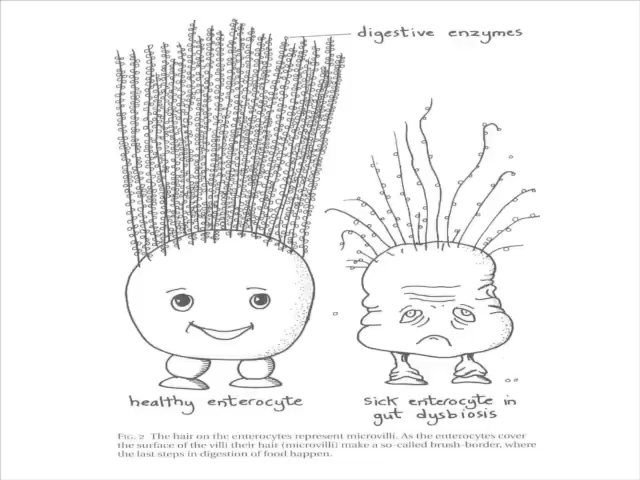 digestive enzymes
healthy enterocyte
sick enterocyte in
gut dysbiosis
FIG. 2 The hair on the enterocytes represent microvilli. As the enterocytes cover
the surface of the villi their hair (microvilli) make a so-called brush-border, where
the last steps in digestion of food happen.